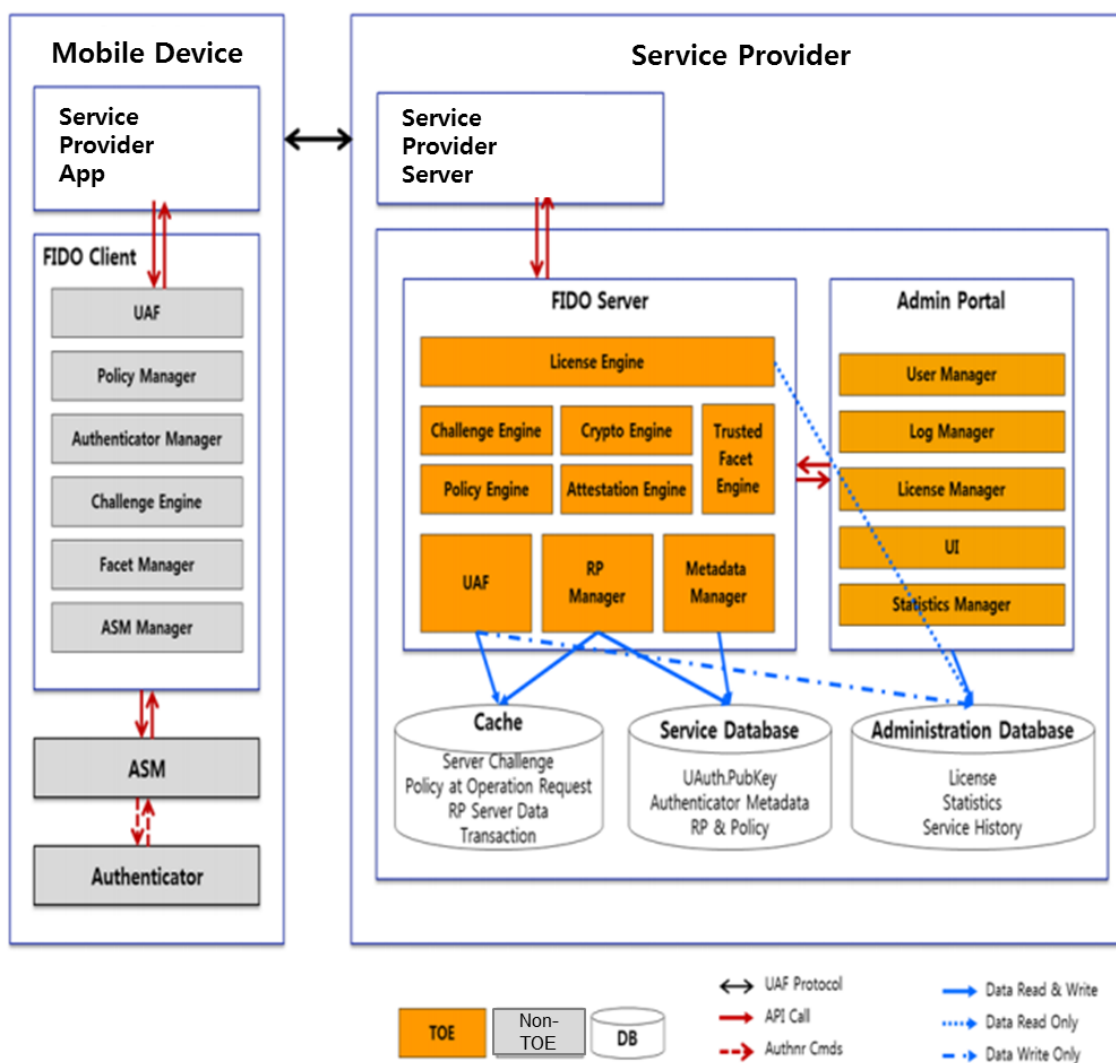 Mobile Device
Service
Provider
App
FIDO Client
UAF
Policy Manager
Authenticator Manager
Challenge Engine
Facet Manager
ASM Manager
ASM
Authenticator
Service Provider
Service
Provider
Server
FIDO Server
License Engine
Challenge Engine
Crypto Engine
Trusted
Facet
Engine
Policy Engine
Attestation Engine
UAF
RP
Manager
Metadata
Manager
Admin Portal
User Manager
Log Manager
License Manager
UI
Statistics Manager
Cache
Server Challenge
Policy at Operation Request
RP Server Data
Transaction
Service Database
UAuth.PubKey
Authenticator Metadata
RP & Policy
Administration Database
License
Statistics
Service History
TOE
Non-
TOE
DB
UAF Protocol
API Call
Authnr Cmds
Data Read & Write
Data Read Only
Data Write Only